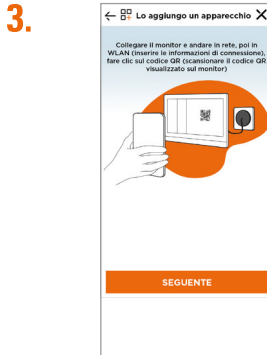 3.
Lo aggiungo un apparecchio X
Collegare il monitor e andare in rete, poi in
WLAN (inserire le informazioni di connessione),
fare clic sul codice QR (scansionare il codice QR
visualizzato sul monitor)
SEGUENTE